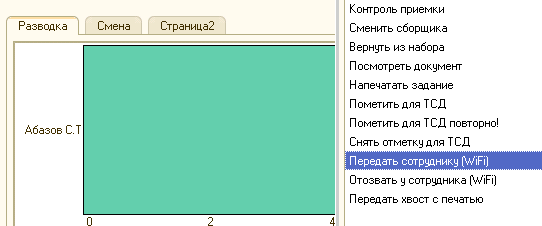 Разводка
Смена
Страница2
Абазов С.Т
0
2
4
Контроль приемки
Сменить сборщика
Вернуть из набора
Посмотреть документ
Напечатать задание
Пометить для ТСД
Пометить для ТСД повторно!
Снять отметку для ТСД
Передать сотруднику (WiFi)
Отозвать у сотрудника (WiFi)
Передать хвост с печатью